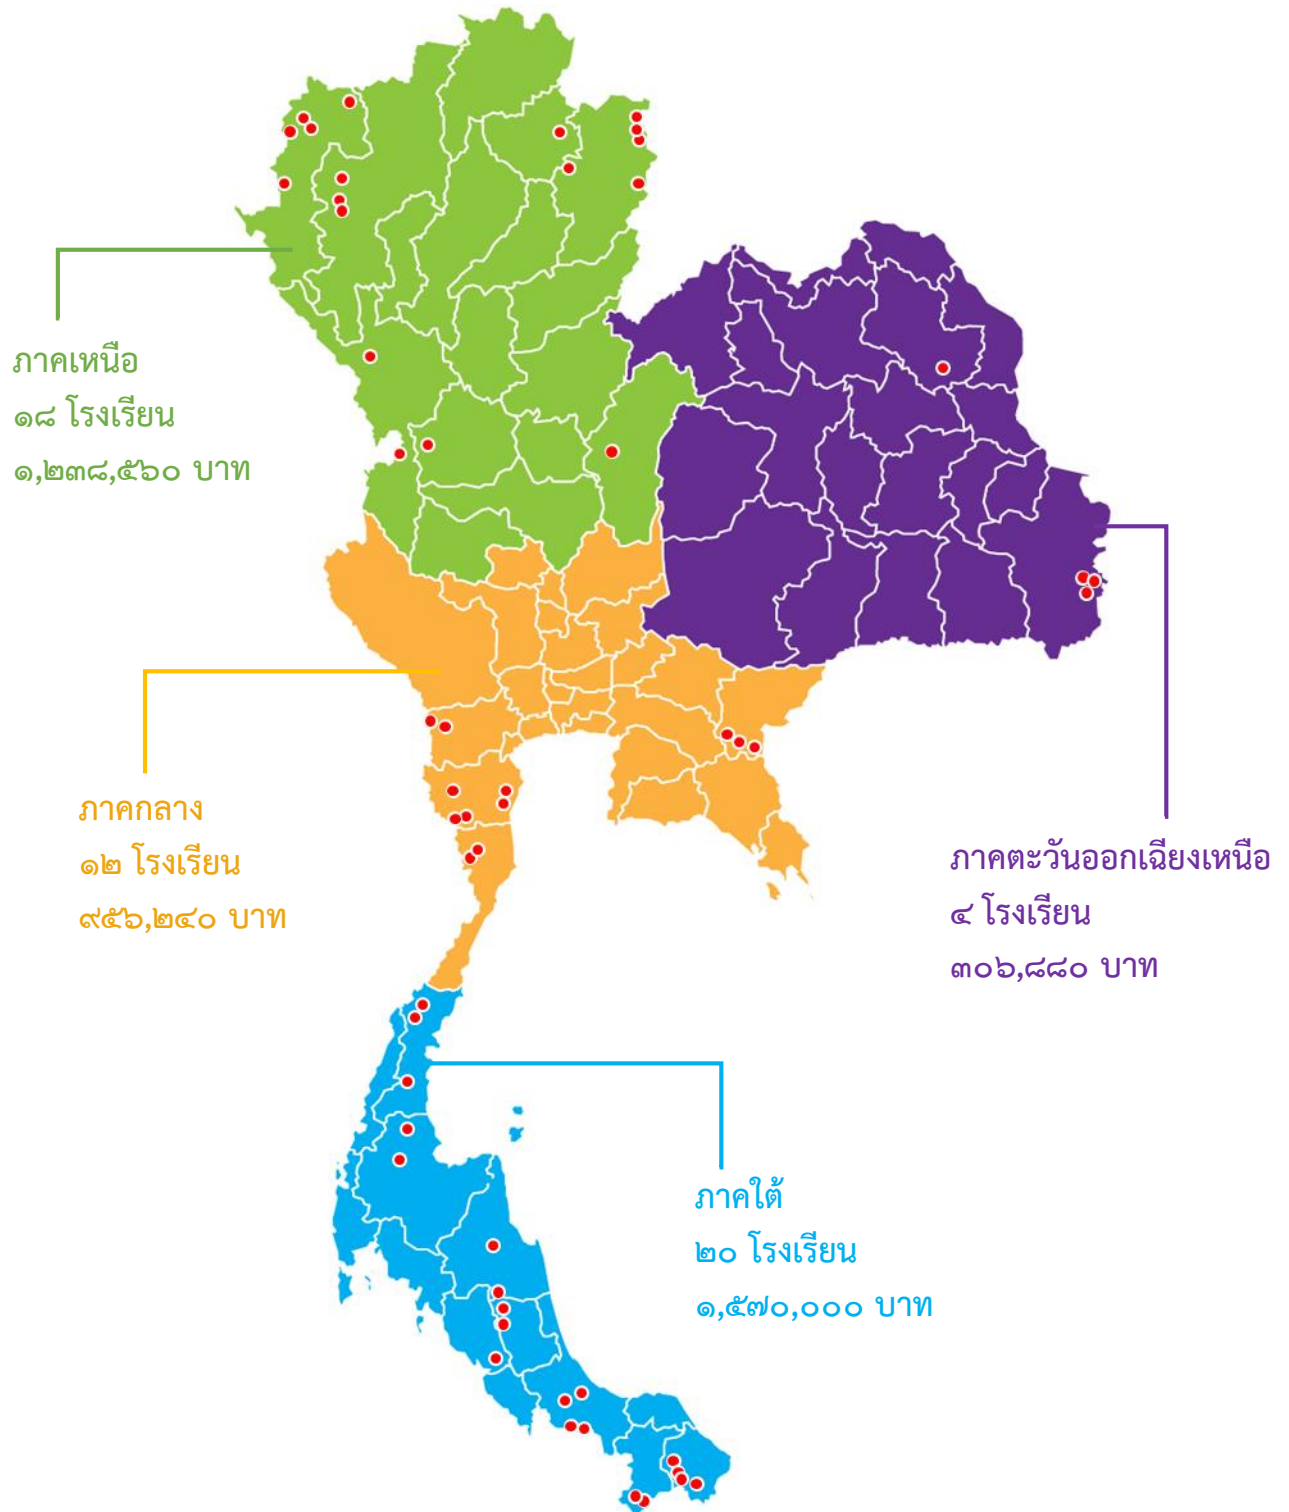 ภาคเหนือ
๑๘ โรงเรียน
๑,๒๓๘,๕๖๐ บาท
ภาคกลาง
๑๒ โรงเรียน
๙๕๖,๒๔๐ บาท
ภาคตะวันออกเฉียงเหนือ
๔ โรงเรียน
๓๐๖,๘๘๐ บาท
ภาคใต้
๒๐ โรงเรียน
๑,๕๗๐,๐๐๐ บาท